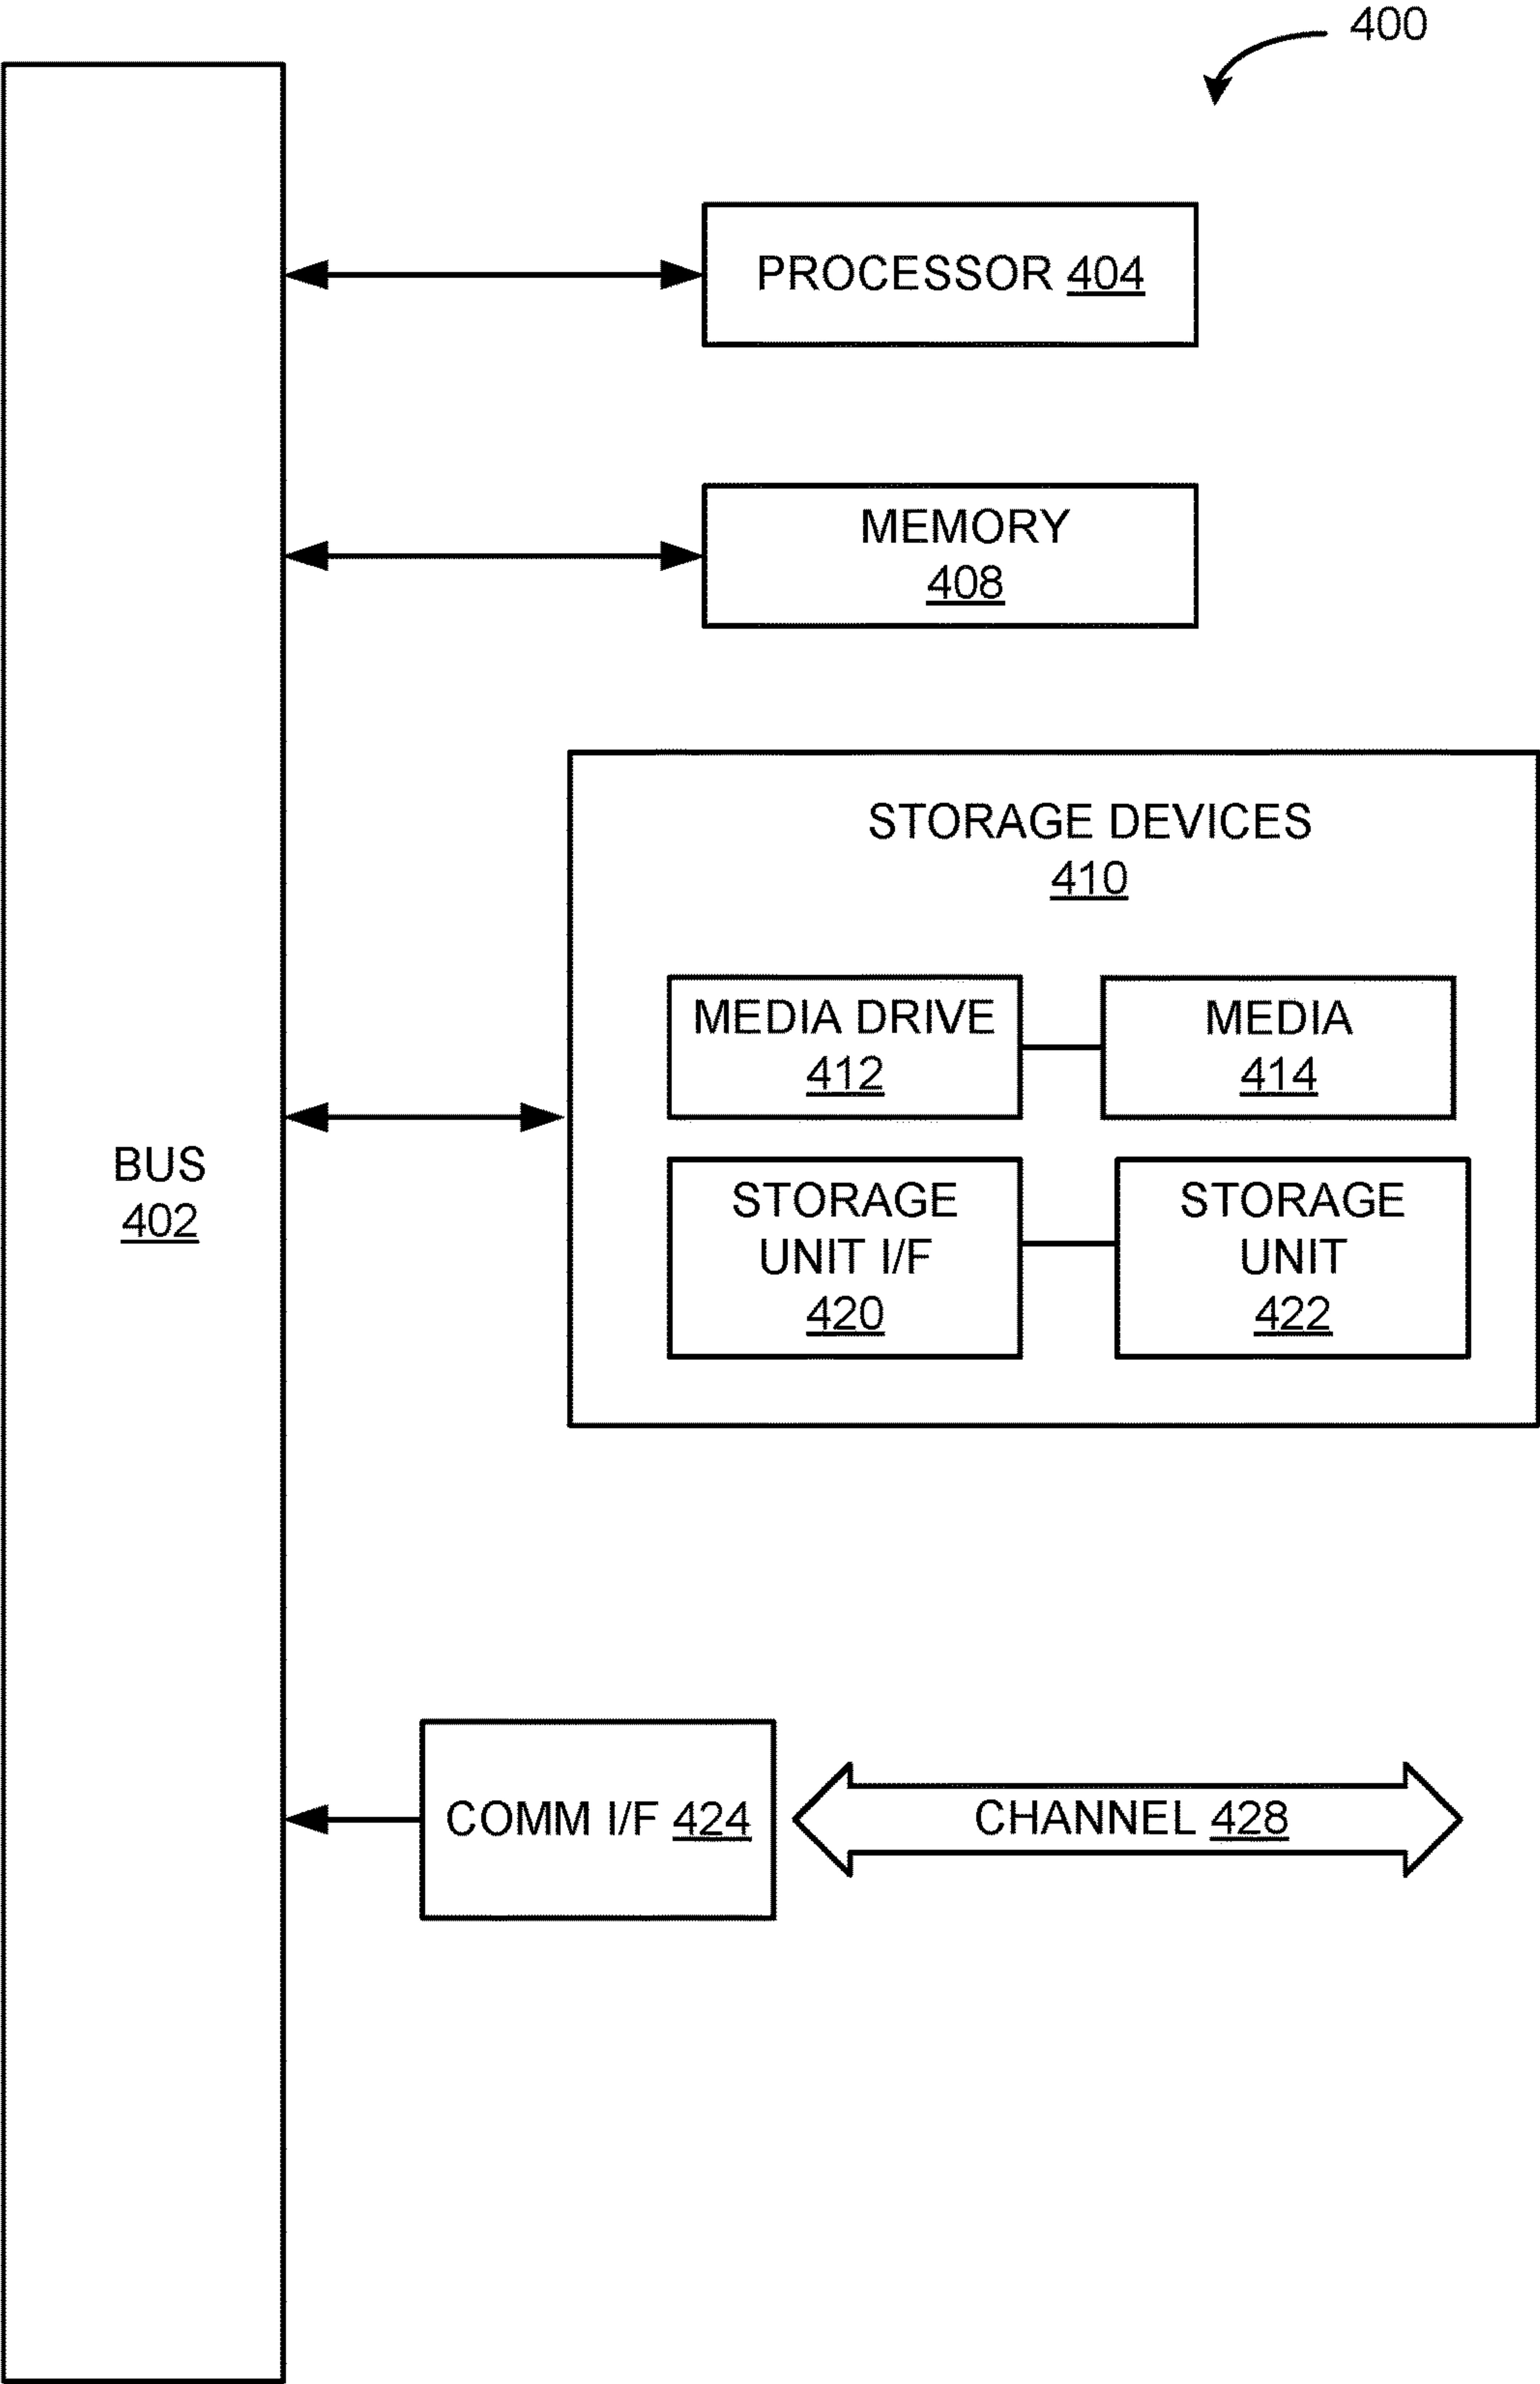 400
PROCESSOR 404
MEMORY
408
STORAGE DEVICES
410
MEDIA DRIVE
412
MEDIA
414
BUS
402
STORAGE
UNIT I/F
420
STORAGE
UNIT
422
COMM I/F 424
CHANNEL 428